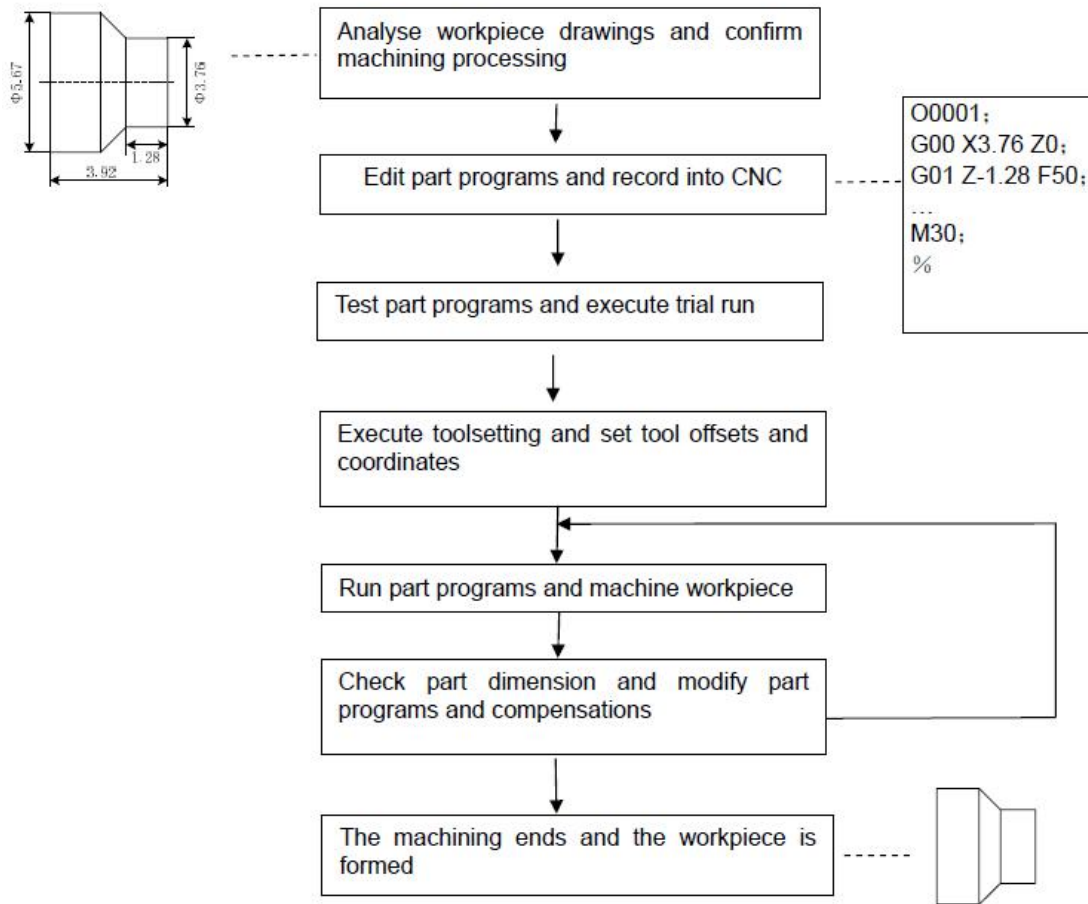 Analyse workpiece drawings and confirm
machining processing
Φ5.67
Φ3.76
1.28
3.92
Edit part programs and record into CNC
O0001;
G00 X3.76 Z0;
G01 Z-1.28 F50;
...
M30;
%
Test part programs and execute trial run
Execute toolsetting and set tool offsets and
coordinates
Run part programs and machine workpiece
Check part dimension and modify part
programs and compensations
The machining ends and the workpiece is
formed